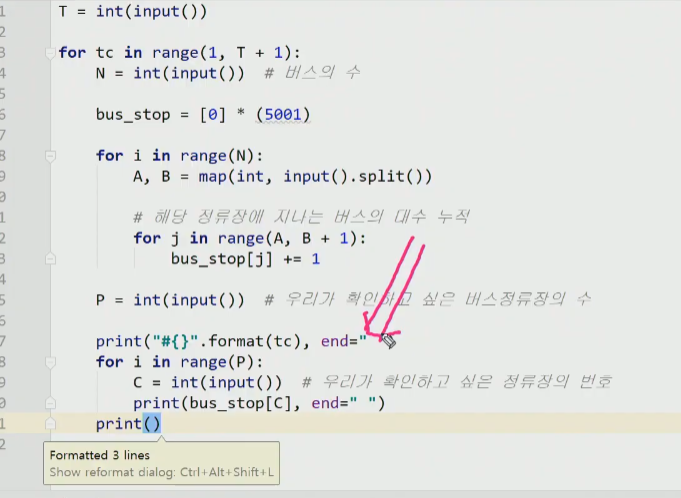 T = int(input())
for tc in range(1, T + 1):
N = int(input())  # 버스의 수
bus_stop = [0] * (5001)
for i in range(N):
A, B = map(int, input().split())
# 해당 정류장에 지나는 버스의 대수 누적
for j in range(A, B + 1):
bus_stop[j] += 1
P = int(input())  # 우리가 확인하고 싶은 버스정류장의 수
print("#{}".format(tc), end="
for i in range(P):
C = int(input())  # 우리가 확인하고 싶은 정류장의 번호
print(bus_stop[C], end=" ")
print()
Formatted 3 lines
Show reformat dialog: Ctrl+Alt+Shift+L